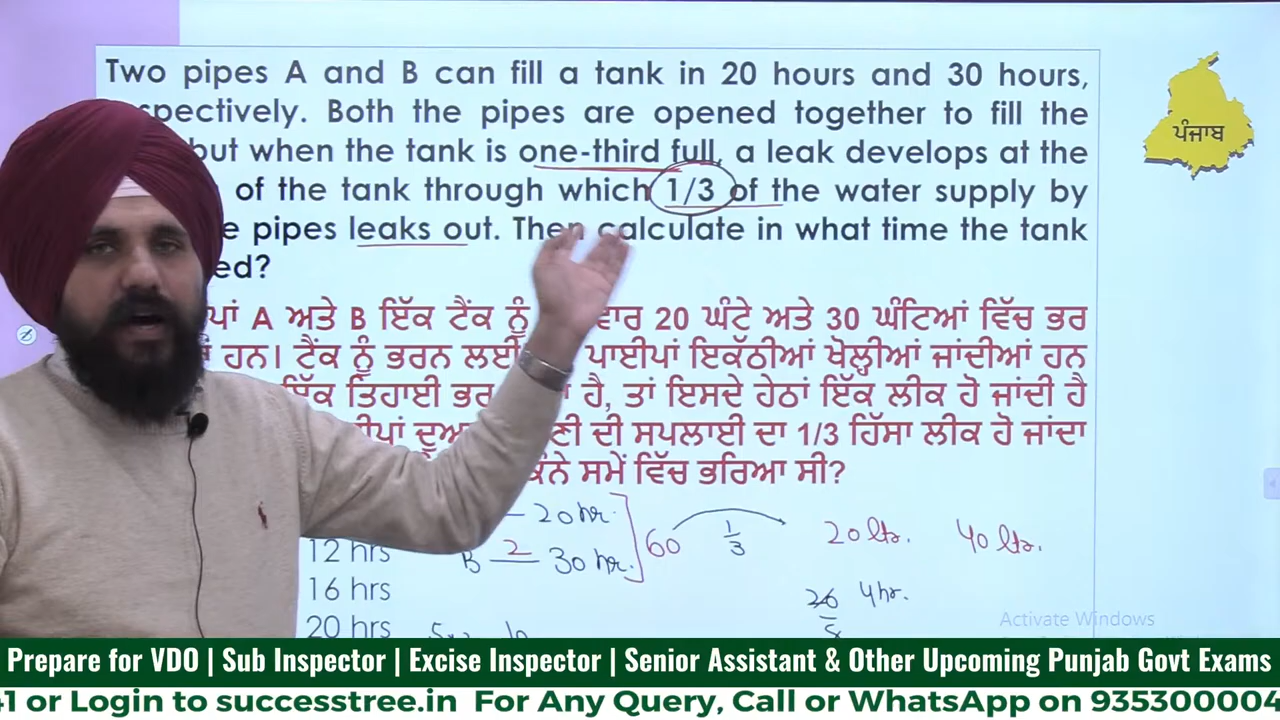 Two pipes A and B can fill a tank in 20 hours and 30 hours,
spectively. Both the pipes are opened together to fill the
but when the tank is one-third full, a leak develops at the
of the tank through which 1/3 of the water supply by
e pipes leaks out. Then calculate in what time the tank
ed?
ਪੰਜਾਬ
ਪਾਂ A ਅਤੇ B ਇੱਕ ਟੈਂਕ ਨੂੰ ਵਾਰ 20 ਘੰਟੇ ਅਤੇ 30 ਘੰਟਿਆਂ ਵਿੱਚ ਭਰ
ਹਨ। ਟੈਂਕ ਨੂੰ ਭਰਨ ਲਈ ਪਾਈਪਾਂ ਇਕੱਠੀਆਂ ਖੋਲ੍ਹੀਆਂ ਜਾਂਦੀਆਂ ਹਨ
ਇੱਕ ਤਿਹਾਈ ਭਰ ਹੈ, ਤਾਂ ਇਸਦੇ ਹੇਠਾਂ ਇੱਕ ਲੀਕ ਹੋ ਜਾਂਦੀ ਹੈ
ਪਾਂ ਦੁਆ ਣੀ ਦੀ ਸਪਲਾਈ ਦਾ 1/3 ਹਿੱਸਾ ਲੀਕ ਹੋ ਜਾਂਦਾ
ਕਿੰਨੇ ਸਮੇਂ ਵਿੱਚ ਭਰਿਆ ਸੀ?
— 20 hr.
B 2 — 30 hr.
60 1/3 20 ltr. 40 ltr.
4 hr.
12 hrs
16 hrs
20 hrs
Activate Windows
Prepare for VDO | Sub Inspector | Excise Inspector | Senior Assistant & Other Upcoming Punjab Govt Exams
41 or Login to successtree.in For Any Query, Call or WhatsApp on 935300004